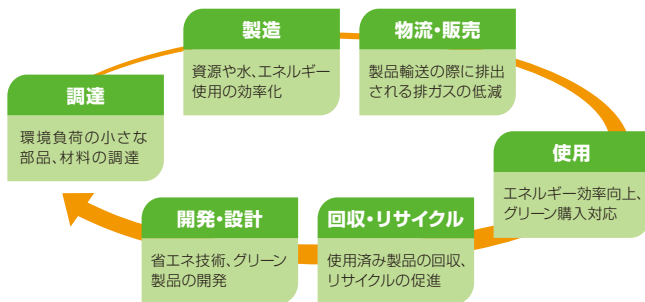 調達
環境負荷の小さな
部品、材料の調達
製造
資源や水、エネルギー
使用の効率化
物流・販売
製品輸送の際に排出
される排ガスの低減
使用
エネルギー効率向上、
グリーン購入対応
回収・リサイクル
使用済み製品の回収、
リサイクルの促進
開発・設計
省エネ技術、グリーン
製品の開発